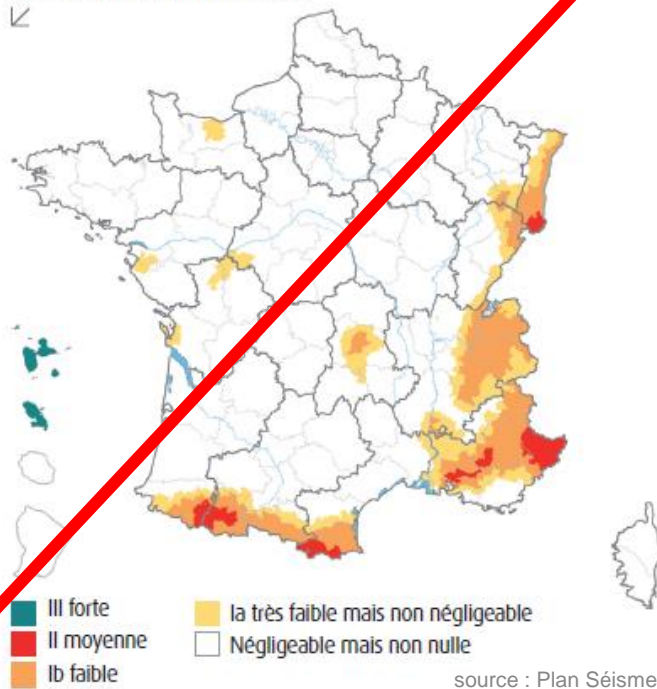 III forte
II moyenne
Ib faible
Ia très faible mais non négligeable
Négligeable mais non nulle
source : Plan Séisme